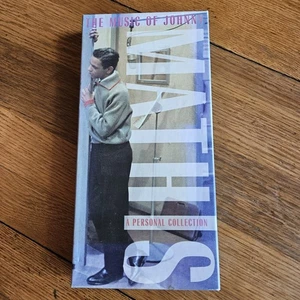 THE MUSIC OF JOHNNY
MATHIS
A PERSONAL COLLECTION